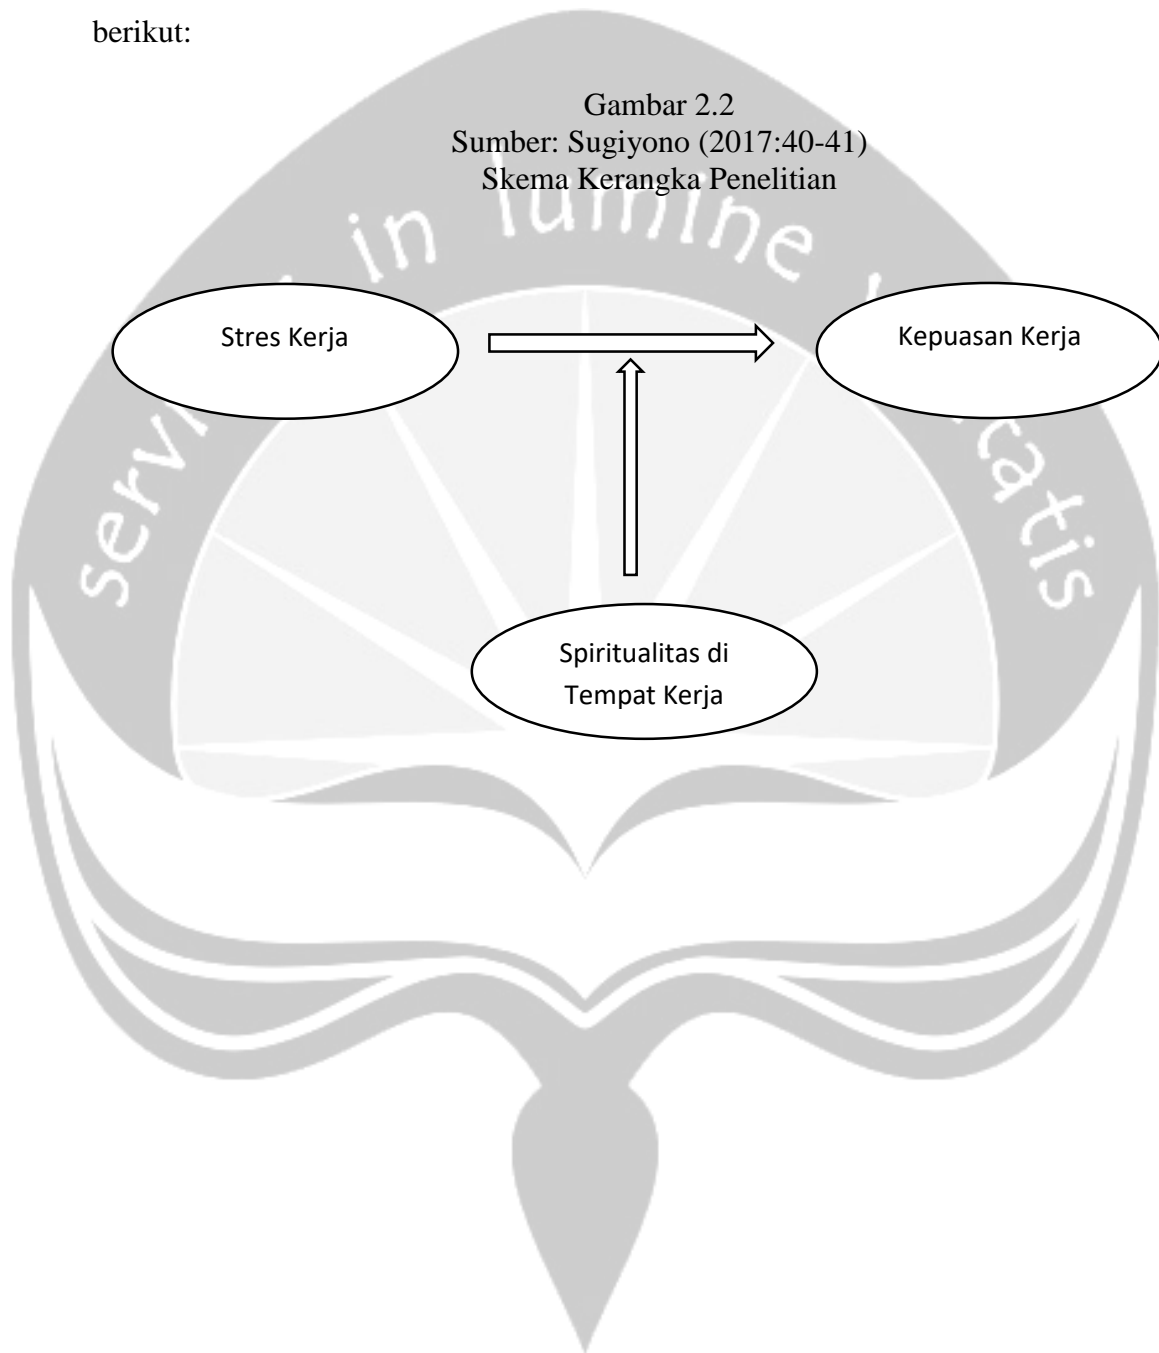 berikut:
Gambar 2.2
Sumber: Sugiyono (2017:40-41)
Skema Kerangka Penelitian
in lumine
Stres Kerja
Kepuasan Kerja
Spiritualitas di
Tempat Kerja